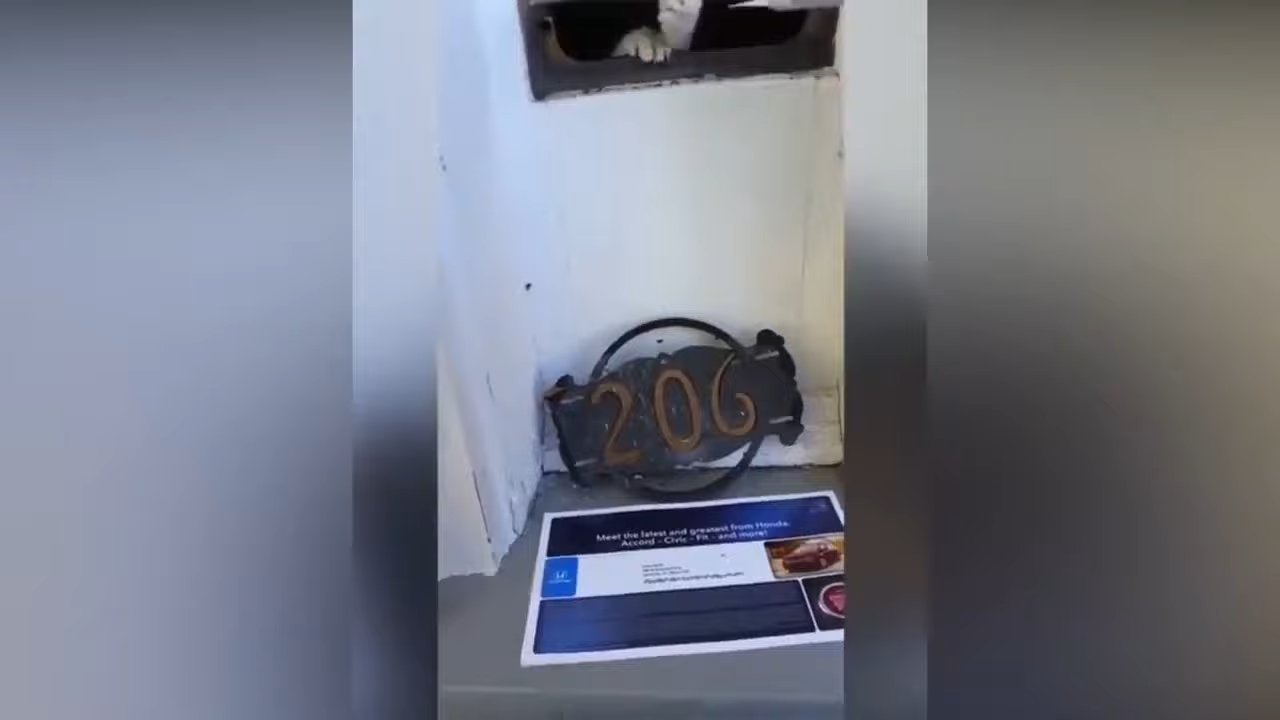 206
Meet the latest and greatest from Honda.
Accord - Civic - Fit - and more!